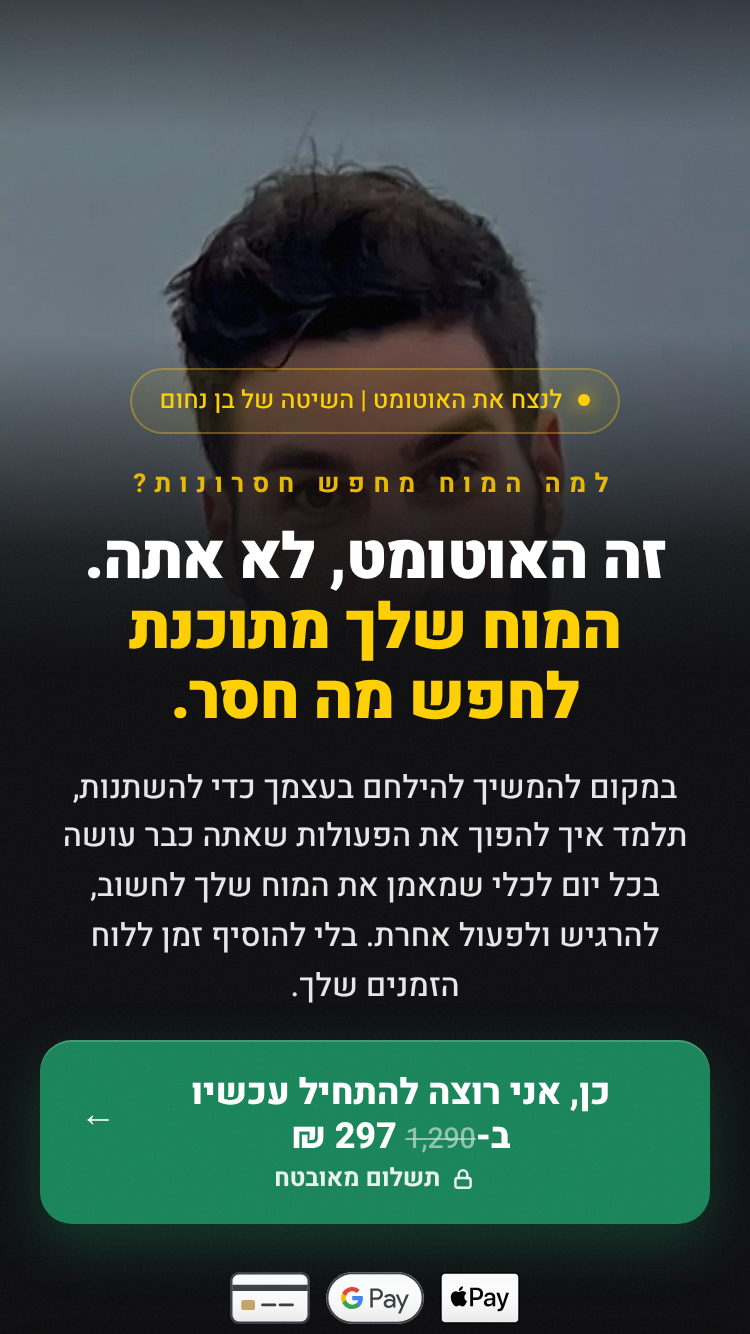 לנצח את האוטומט | השיטה של בן נחום
למה המוח מחפש חסרונות?
זה האוטומט, לא אתה.
המוח שלך מתוכנת
לחפש מה חסר.
במקום להמשיך להילחם בעצמך כדי להשתנות,
תלמד איך להפוך את הפעולות שאתה כבר עושה
בכל יום לכלי שמאמן את המוח שלך לחשוב,
להרגיש ולפעול אחרת. בלי להוסיף זמן ללוח
הזמנים שלך.
כן, אני רוצה להתחיל עכשיו
ב-1,290 297 ₪
תשלום מאובטח
Pay
G Pay